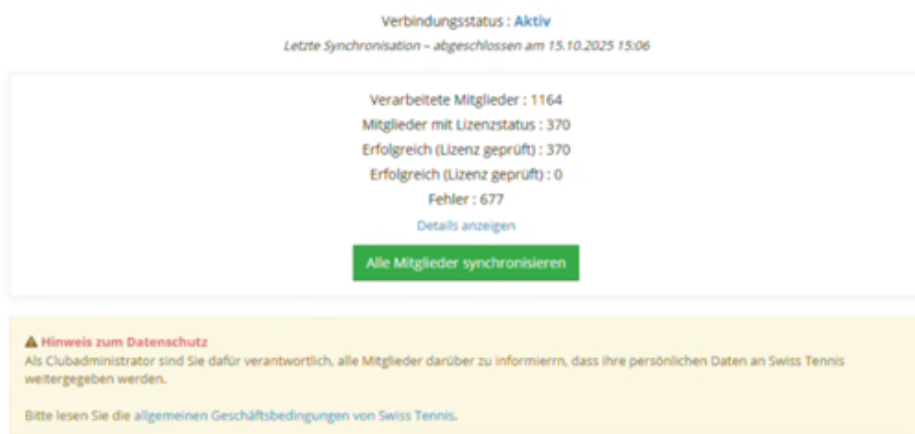 Verbindungsstatus : Aktiv
Letzte Synchronisation – abgeschlossen am 15.10.2025 15:06
Verarbeitete Mitglieder : 1164
Mitglieder mit Lizenzstatus : 370
Erfolgreich (Lizenz geprüft) : 370
Erfolgreich (Lizenz geprüft) : 0
Fehler : 677
Details anzeigen
Alle Mitglieder synchronisieren
Hinweis zum Datenschutz
Als Clubadministrator sind Sie dafür verantwortlich, alle Mitglieder darüber zu informierrn, dass ihre persönlichen Daten an Swiss Tennis
weitergegeben werden.
Bitte lesen Sie die allgemeinen Geschäftsbedingungen von Swiss Tennis.